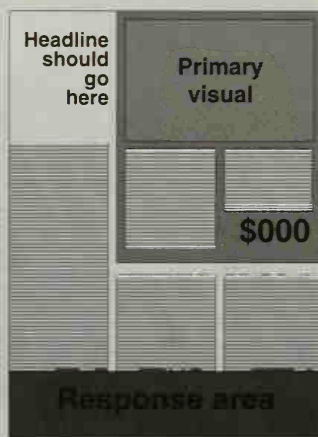 Headline
should
go
here
Primary
visual
$000
Response area